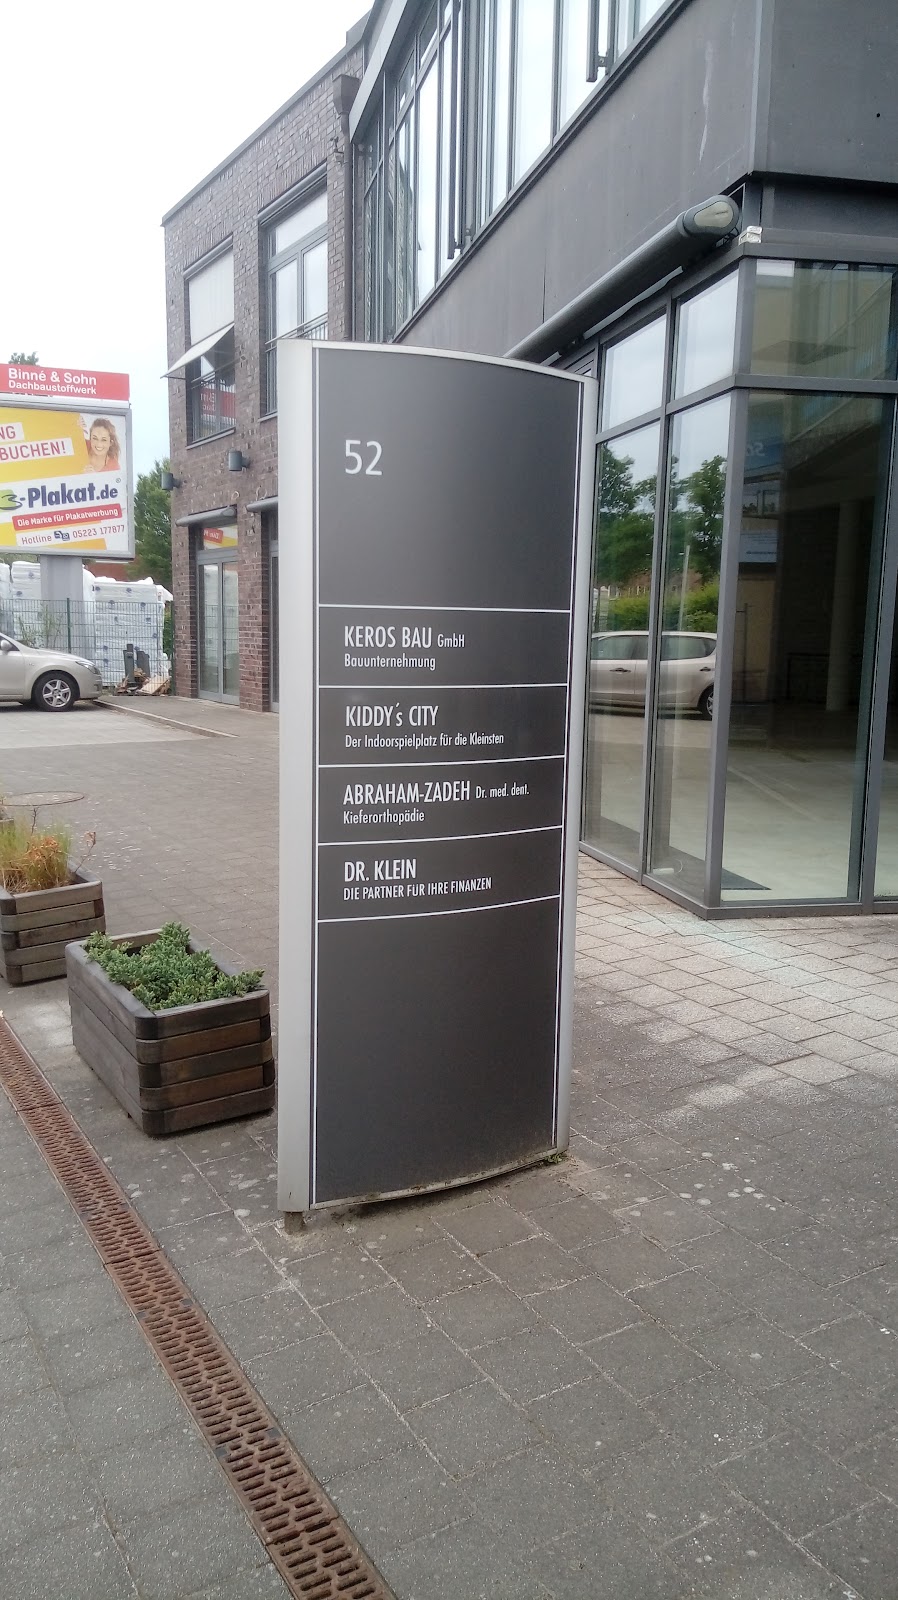 Binné & Sohn
Dachbaustoffwerk
NG
BUCHEN!
-Plakat.de
Die Marke für Plakatwerbung
Hotline 05223 177877
52
KEROS BAU GmbH
Bauunternehmung
KIDDY´s CITY
Der Indoorspielplatz für die Kleinsten
ABRAHAM-ZADEH Dr. med. dent.
Kieferorthopädie
DR. KLEIN
DIE PARTNER FÜR IHRE FINANZEN